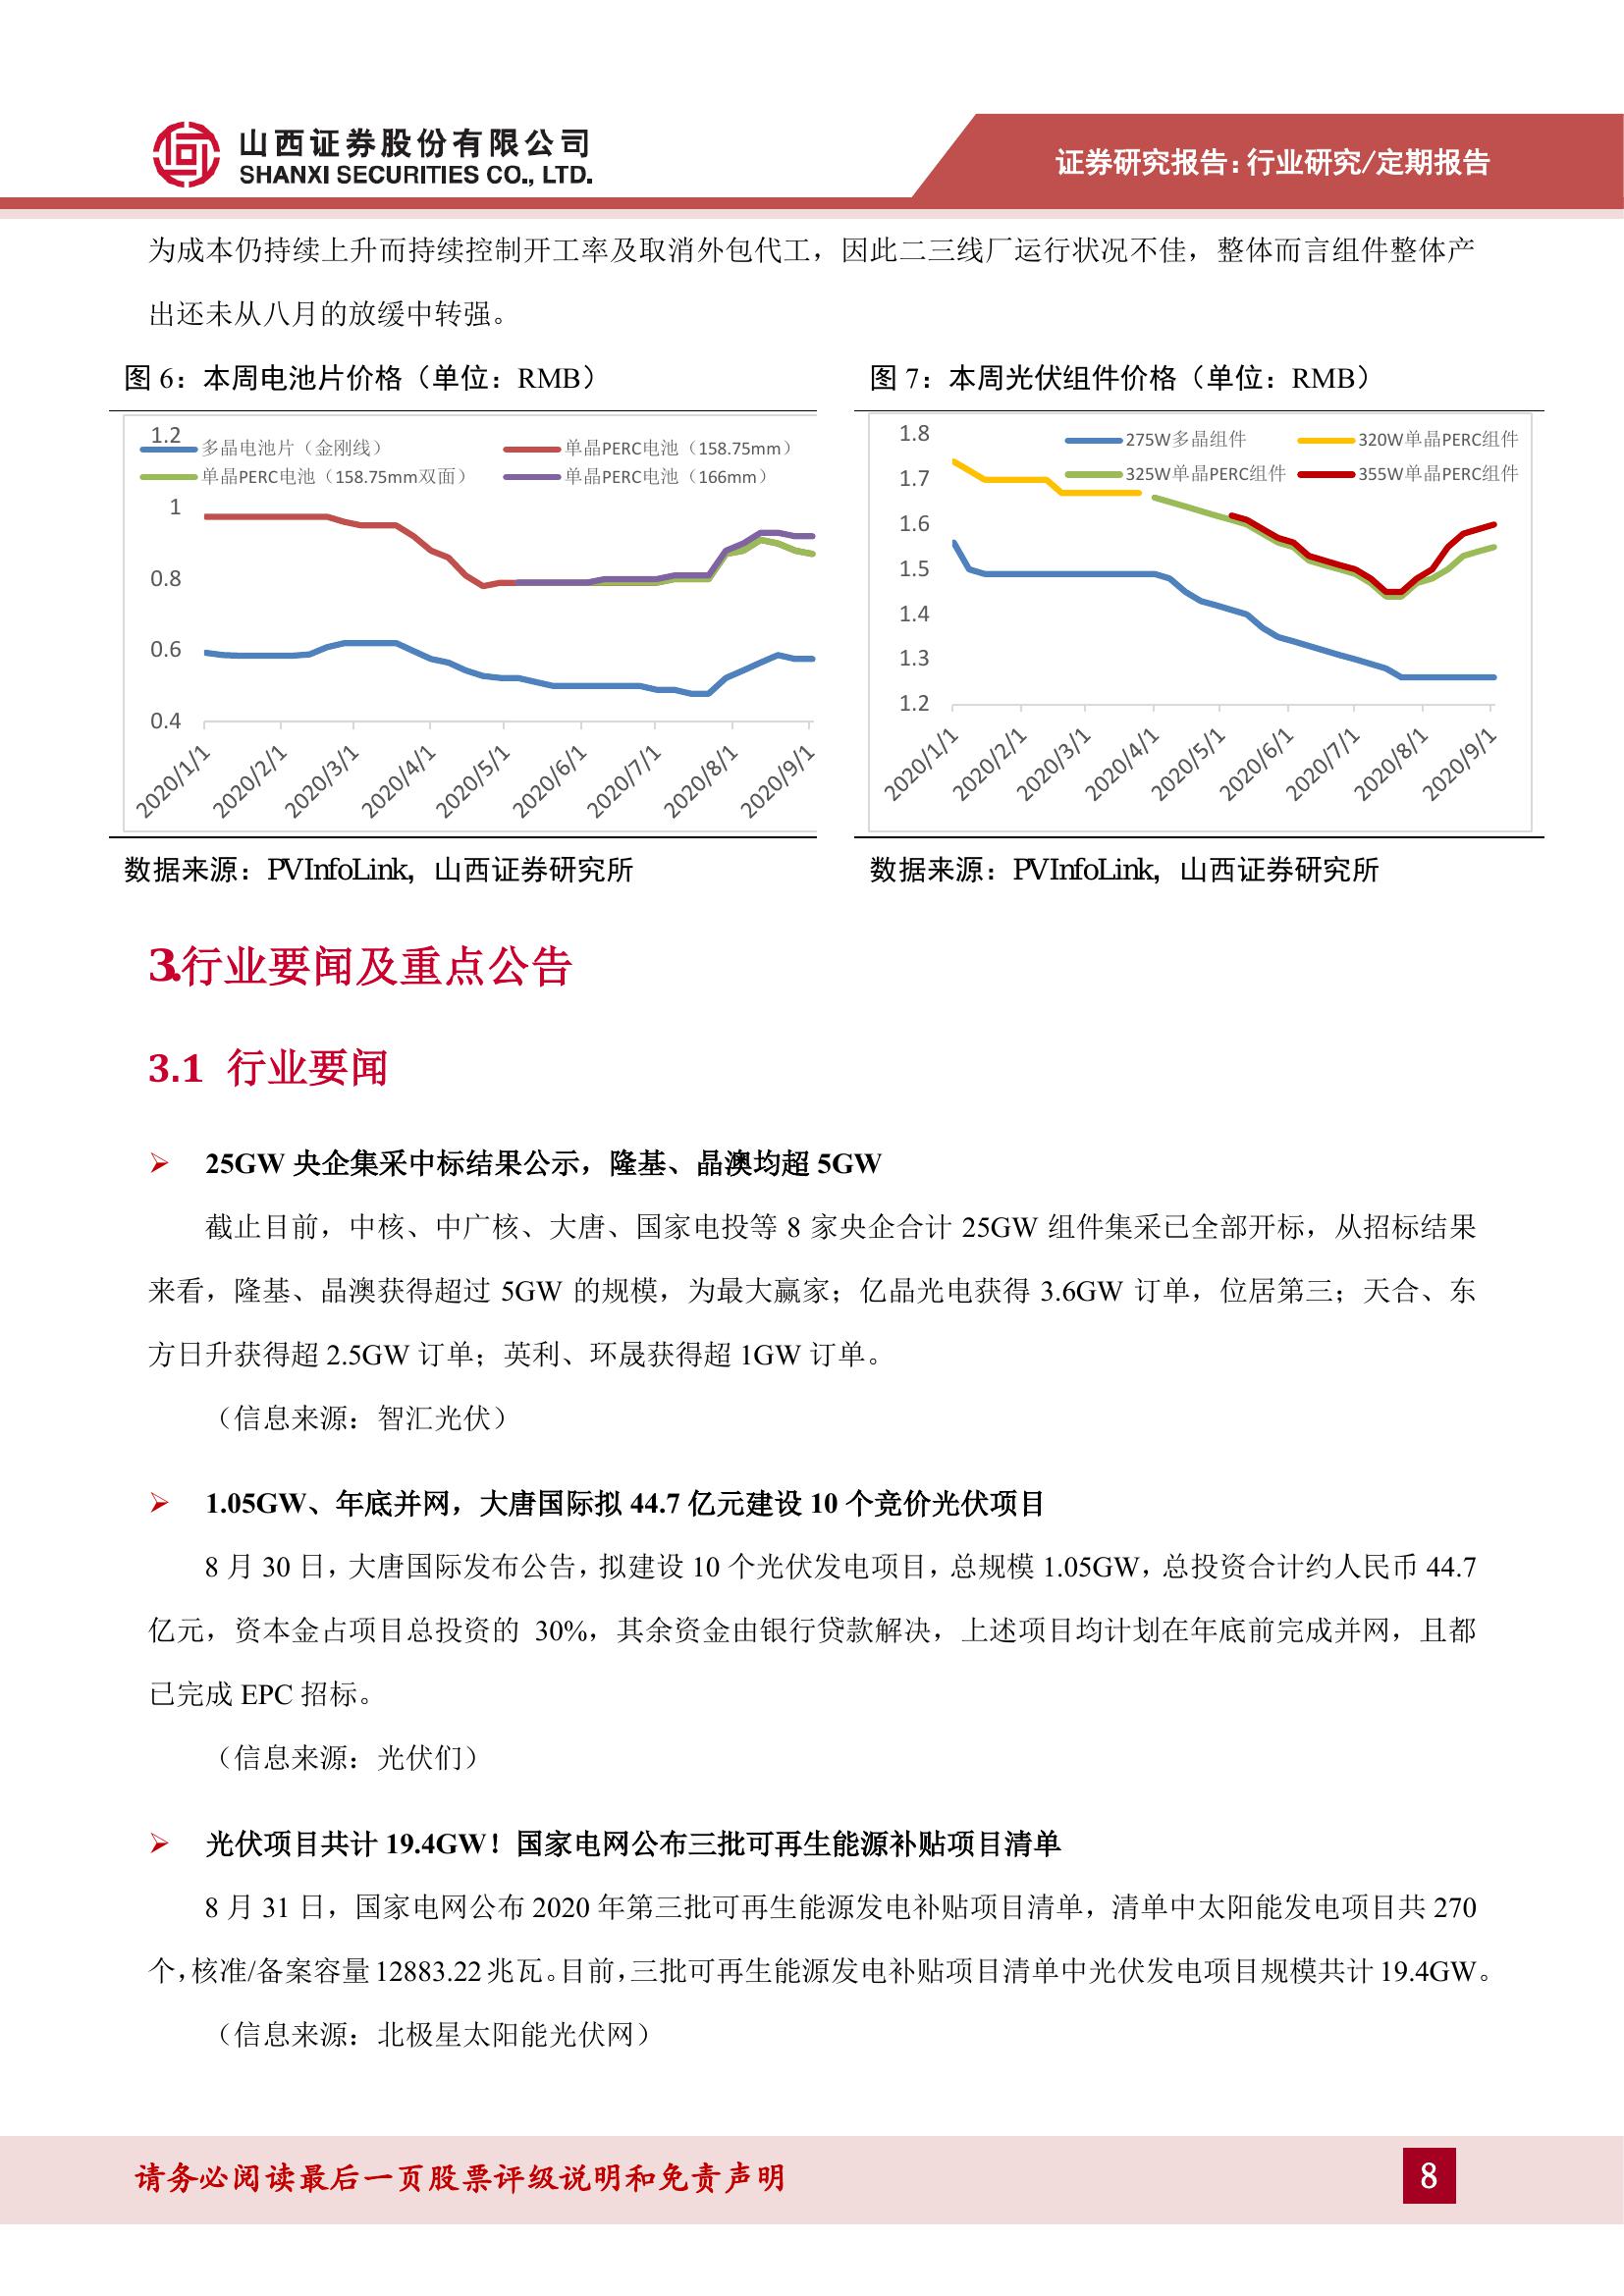 山西证券股份有限公司
SHANXI SECURITIES CO., LTD.
证券研究报告:行业研究/定期报告
为成本仍持续上升而持续控制开工率及取消外包代工，因此二三线厂运行状况不佳，整体而言组件整体产
出还未从八月的放缓中转强。
图 6：本周电池片价格（单位：RMB）
1.2
多晶电池片（金刚线）
单晶PERC电池（158.75mm）
单晶PERC电池（158.75mm双面）
单晶PERC电池（166mm）
1
0.8
0.6
0.4
2020/1/1 2020/2/1 2020/3/1 2020/4/1 2020/5/1 2020/6/1 2020/7/1 2020/8/1 2020/9/1
数据来源：PVInfoLink，山西证券研究所
图 7：本周光伏组件价格（单位：RMB）
1.8
275W多晶组件
320W单晶PERC组件
325W单晶PERC组件
355W单晶PERC组件
1.7
1.6
1.5
1.4
1.3
1.2
2020/1/1 2020/2/1 2020/3/1 2020/4/1 2020/5/1 2020/6/1 2020/7/1 2020/8/1 2020/9/1
数据来源：PVInfoLink，山西证券研究所
3.行业要闻及重点公告
3.1 行业要闻
➢ 25GW 央企集采中标结果公示，隆基、晶澳均超 5GW
截止目前，中核、中广核、大唐、国家电投等 8 家央企合计 25GW 组件集采已全部开标，从招标结果
来看，隆基、晶澳获得超过 5GW 的规模，为最大赢家；亿晶光电获得 3.6GW 订单，位居第三；天合、东
方日升获得超 2.5GW 订单；英利、环晟获得超 1GW 订单。
（信息来源：智汇光伏）
➢ 1.05GW、年底并网，大唐国际拟 44.7 亿元建设 10 个竞价光伏项目
8 月 30 日，大唐国际发布公告，拟建设 10 个光伏发电项目，总规模 1.05GW，总投资合计约人民币 44.7
亿元，资本金占项目总投资的 30%，其余资金由银行贷款解决，上述项目均计划在年底前完成并网，且都
已完成 EPC 招标。
（信息来源：光伏们）
➢ 光伏项目共计 19.4GW！国家电网公布三批可再生能源补贴项目清单
8 月 31 日，国家电网公布 2020 年第三批可再生能源发电补贴项目清单，清单中太阳能发电项目共 270
个，核准/备案容量 12883.22 兆瓦。目前，三批可再生能源发电补贴项目清单中光伏发电项目规模共计 19.4GW。
（信息来源：北极星太阳能光伏网）
请务必阅读最后一页股票评级说明和免责声明
8